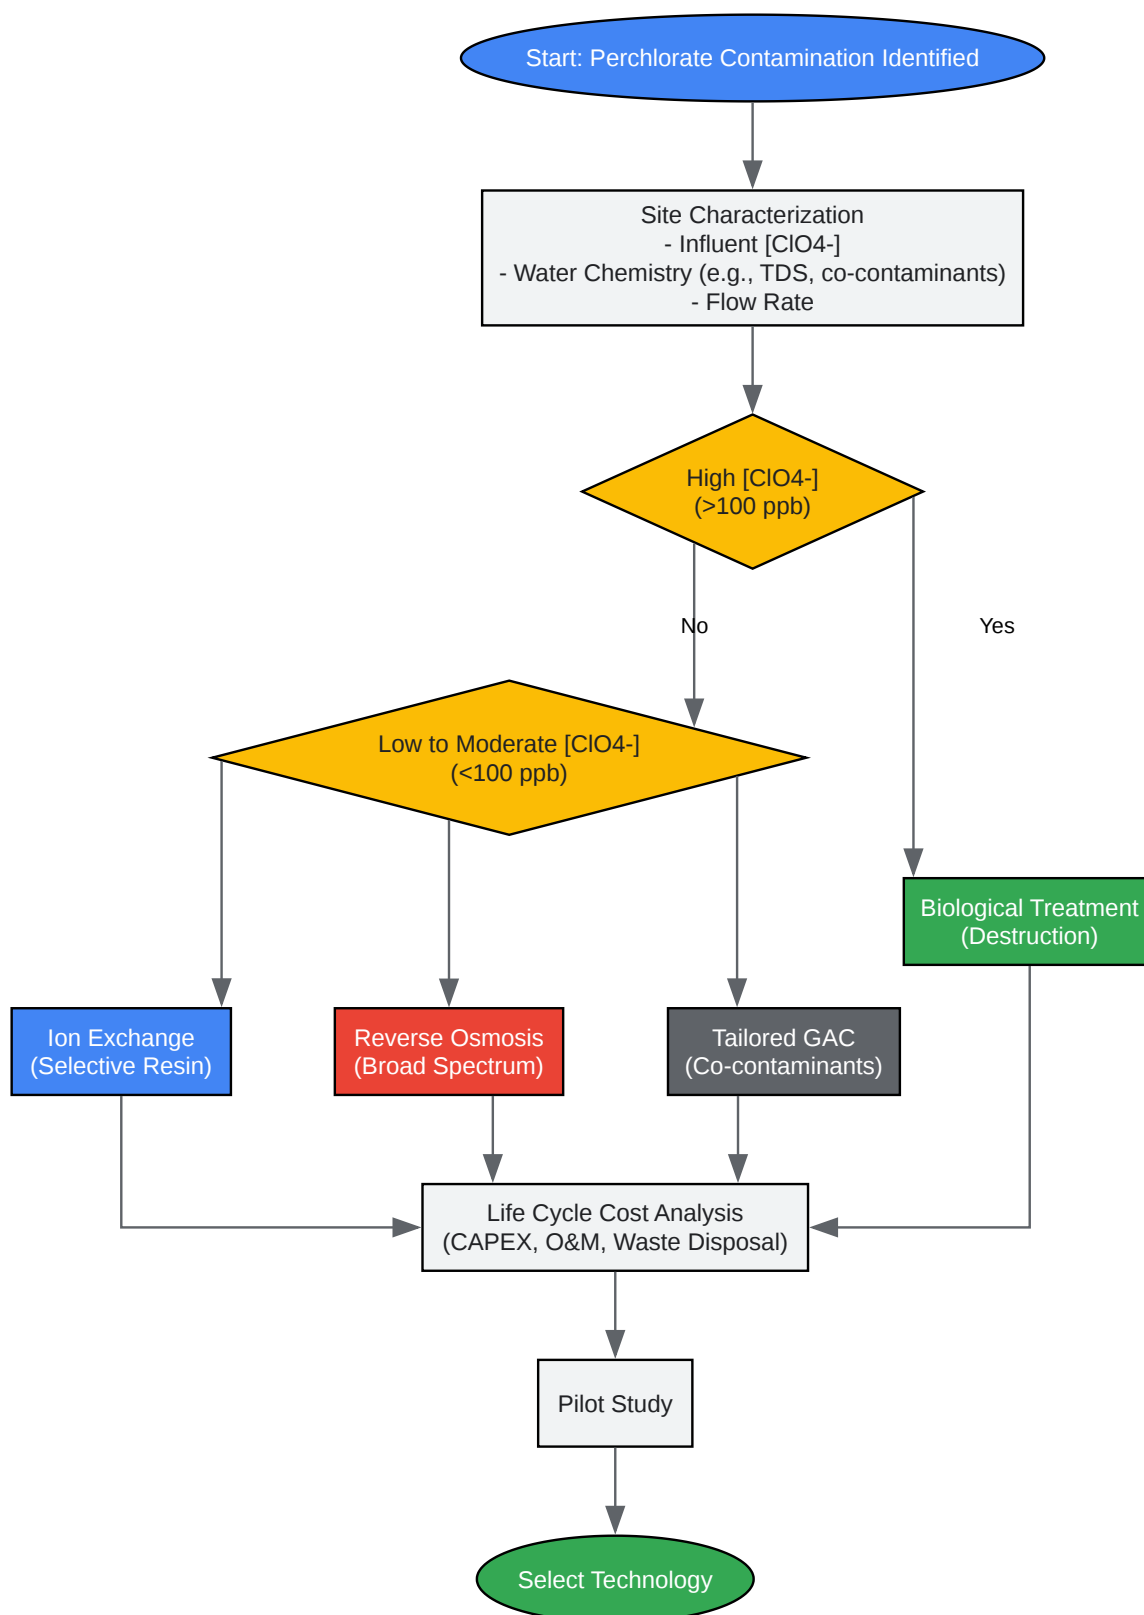 Start: Perchlorate Contamination Identified
Site Characterization
- Influent [ClO4-]
- Water Chemistry (e.g., TDS, co-contaminants)
- Flow Rate
High [ClO4-]
(>100 ppb)
No
Yes
Low to Moderate [ClO4-]
(<100 ppb)
Biological Treatment
(Destruction)
Ion Exchange
(Selective Resin)
Reverse Osmosis
(Broad Spectrum)
Tailored GAC
(Co-contaminants)
Life Cycle Cost Analysis
(CAPEX, O&M, Waste Disposal)
Pilot Study
Select Technology